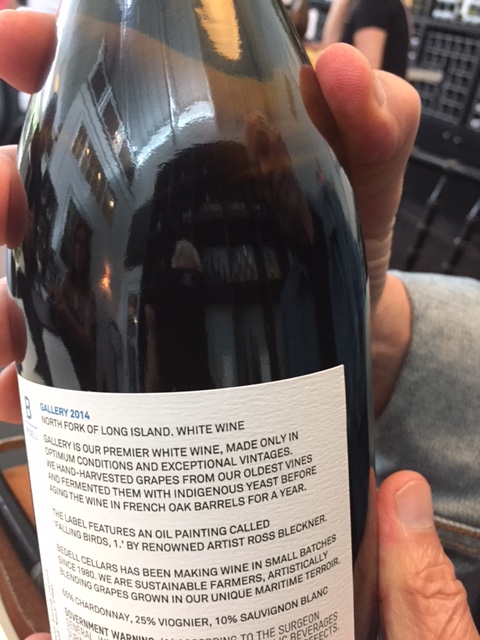 B
GALLERY 2014
NORTH FORK OF LONG ISLAND. WHITE WINE
GALLERY IS OUR PREMIER WHITE WINE, MADE ONLY IN
OPTIMUM CONDITIONS AND EXCEPTIONAL VINTAGES.
WE HAND-HARVESTED GRAPES FROM OUR OLDEST VINES
AND FERMENTED THEM WITH INDIGENOUS YEAST BEFORE
AGING THE WINE IN FRENCH OAK BARRELS FOR A YEAR.
THE LABEL FEATURES AN OIL PAINTING CALLED
'FALLING BIRDS, 1.' BY RENOWNED ARTIST ROSS BLECKNER.
BEDELL CELLARS HAS BEEN MAKING WINE IN SMALL BATCHES
SINCE 1980. WE ARE SUSTAINABLE FARMERS, ARTISTICALLY
BLENDING GRAPES GROWN IN OUR UNIQUE MARITIME TERROIR.
65% CHARDONNAY, 25% VIOGNIER, 10% SAUVIGNON BLANC
GOVERNMENT WARNING: (1) ACCORDING TO THE SURGEON